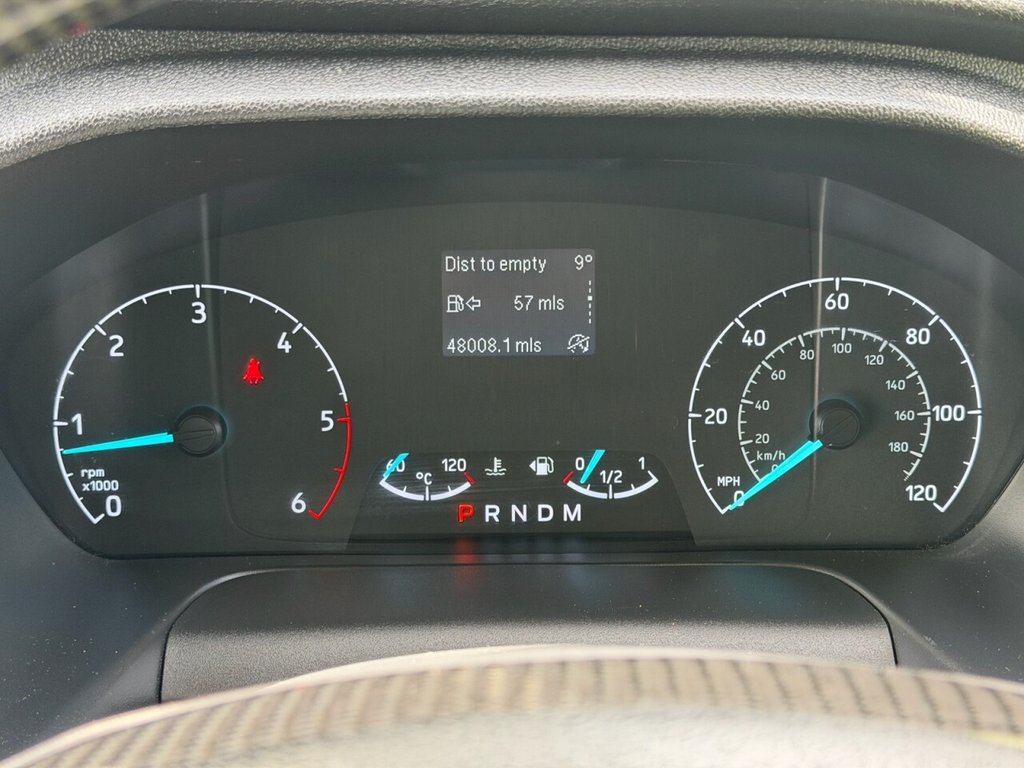 Dist to empty 9°
57 mls
48008.1 mls
0 1 2 3 4 5 6
rpm
x1000
60 120
°C
0 1/2 1
P R N D M
0 20 40 60 80 100 120
MPH
0 20 40 60 80 100 120 140 160 180
km/h